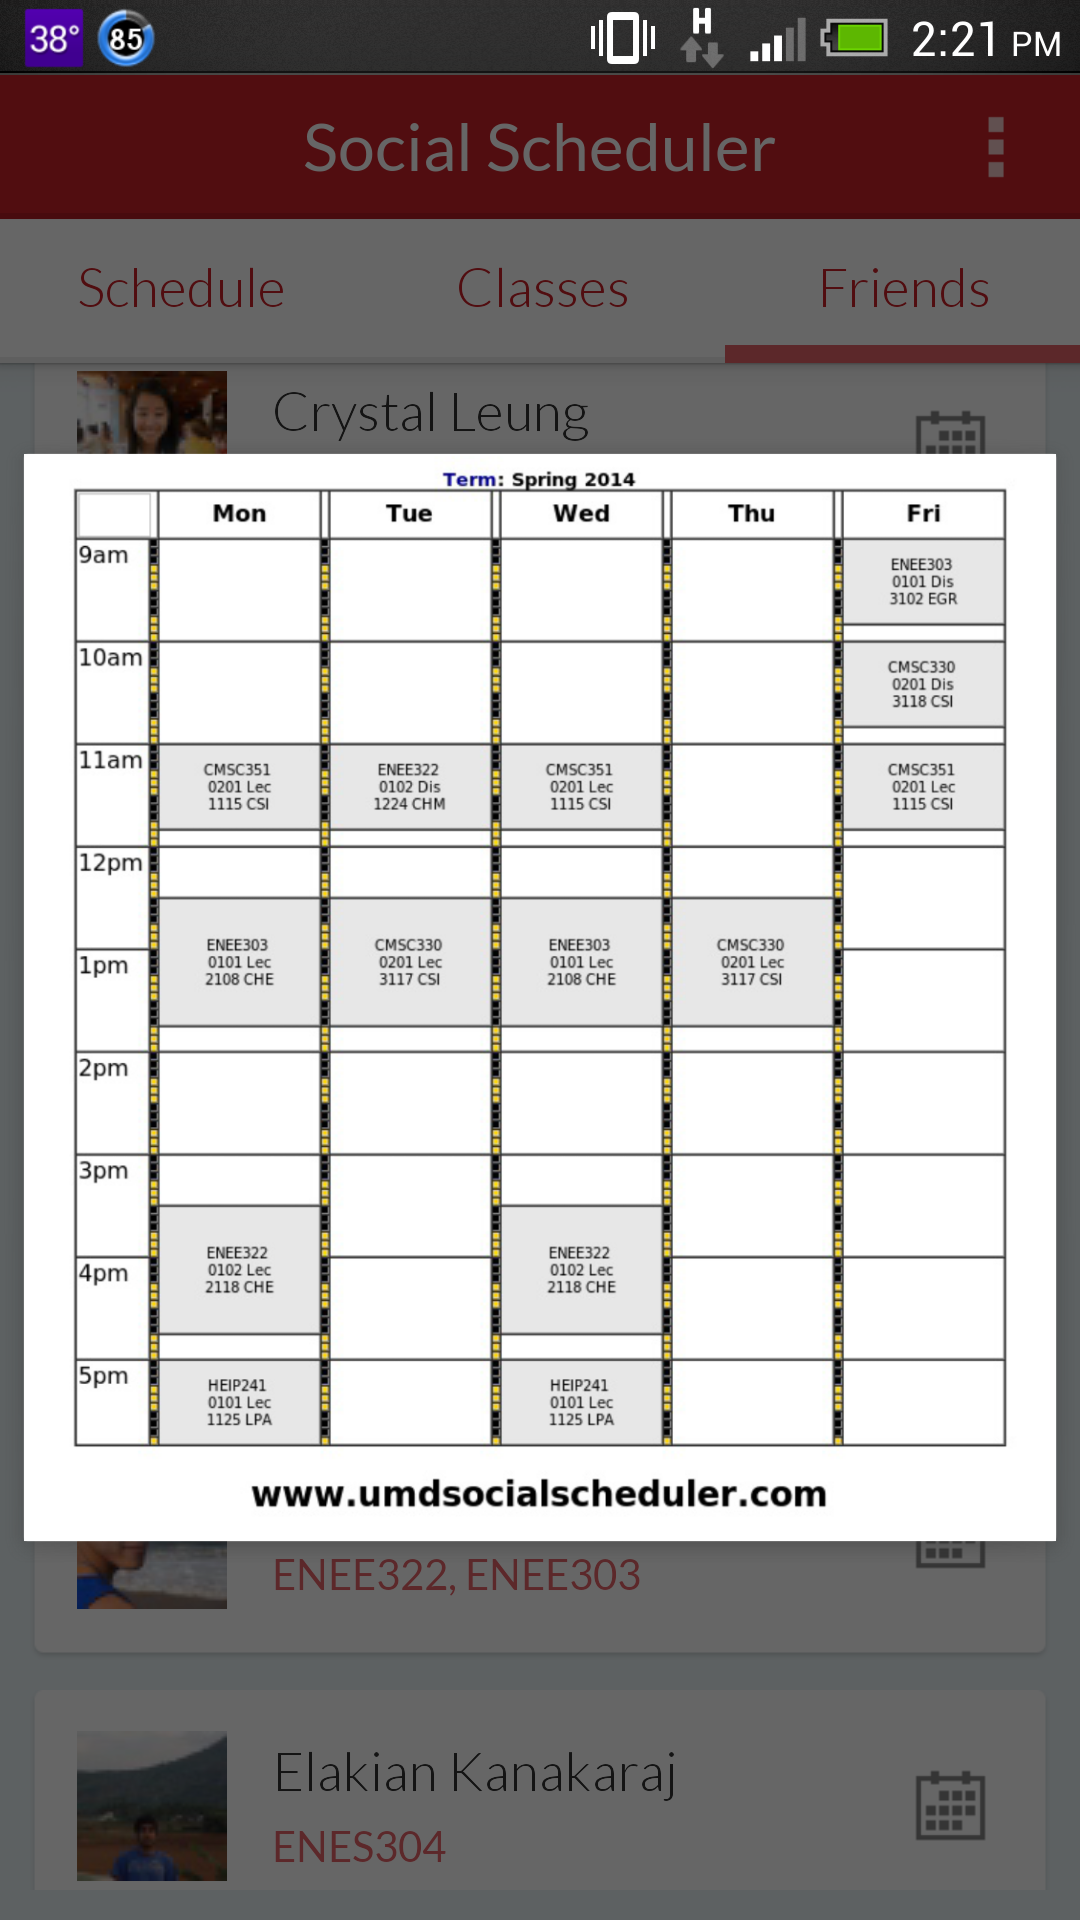 38° 85 H 2:21 PM
Social Scheduler
Schedule Classes Friends
Crystal Leung
Term: Spring 2014
Mon Tue Wed Thu Fri
9am
ENEE303
0101 Dis
3102 EGR
10am
CMSC330
0201 Dis
3118 CSI
11am
CMSC351
0201 Lec
1115 CSI
ENEE322
0102 Dis
1224 CHM
CMSC351
0201 Lec
1115 CSI
CMSC351
0201 Lec
1115 CSI
12pm
ENEE303
0101 Lec
2108 CHE
CMSC330
0201 Lec
3117 CSI
ENEE303
0101 Lec
2108 CHE
CMSC330
0201 Lec
3117 CSI
1pm
2pm
3pm
ENEE322
0102 Lec
2118 CHE
ENEE322
0102 Lec
2118 CHE
4pm
5pm
HEIP241
0101 Lec
1125 LPA
HEIP241
0101 Lec
1125 LPA
www.umdsocialscheduler.com
ENEE322, ENEE303
Elakian Kanakaraj
ENES304